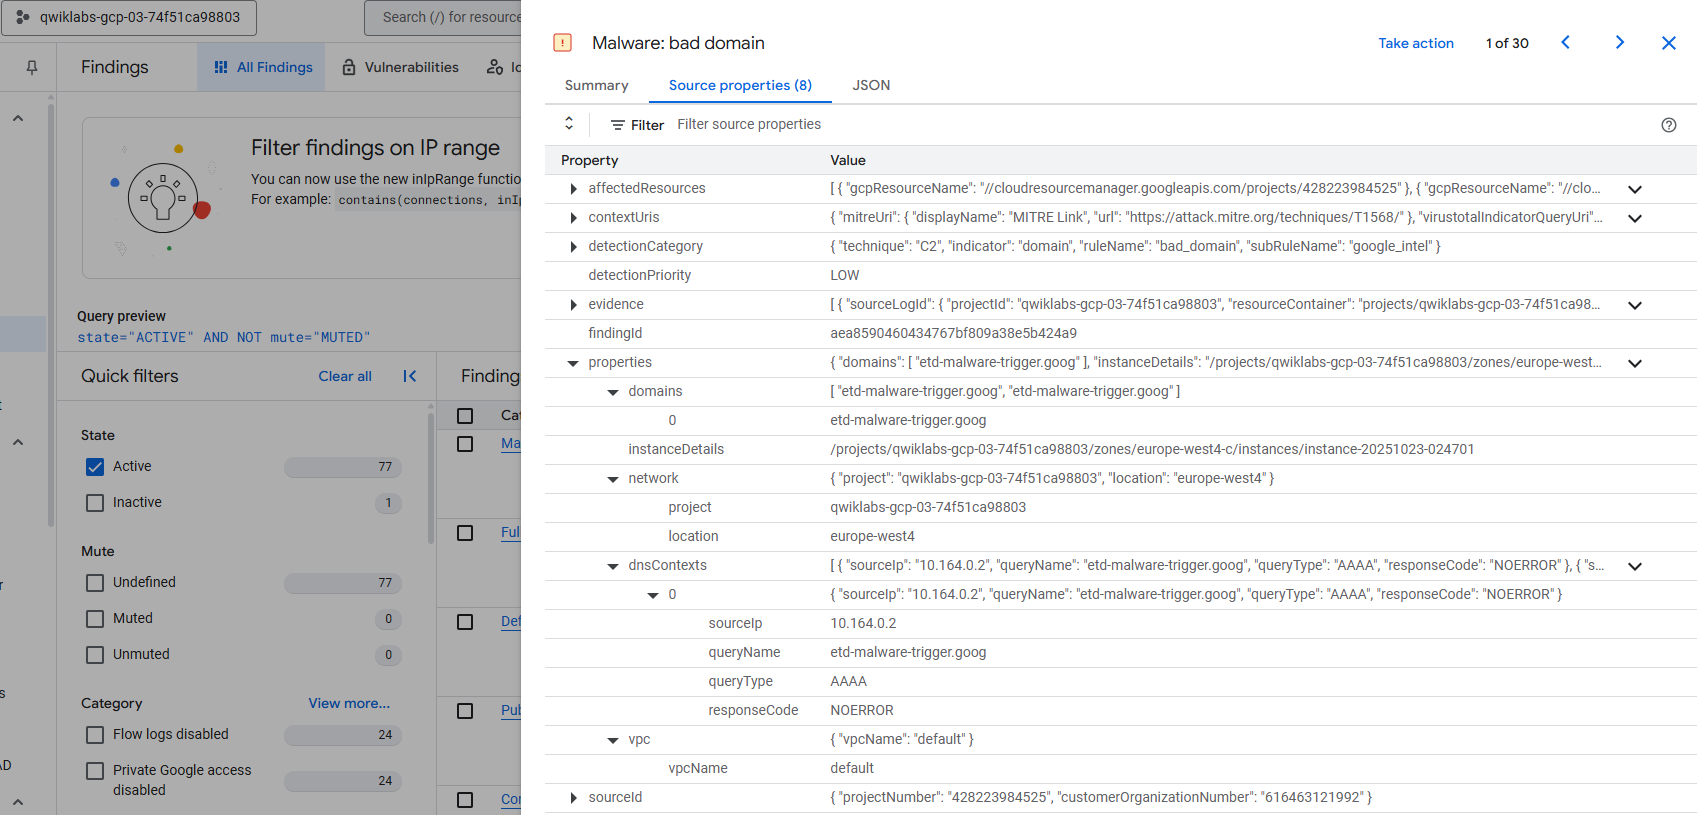 qwiklabs-gcp-03-74f51ca98803
Search (/) for resource
Findings
All Findings
Vulnerabilities
Filter findings on IP range
You can now use the new inIpRange functio
For example: contains(connections, inIp
Query preview
state="ACTIVE" AND NOT mute="MUTED"
Quick filters
Clear all
Finding
State
Active
77
Inactive
1
Mute
Undefined
77
Muted
0
Unmuted
0
Category
View more...
Flow logs disabled
24
Private Google access
disabled
24
Cat
Ma
Ful
Def
Pub
Cor
Malware: bad domain
Take action
1 of 30
Summary
Source properties (8)
JSON
Filter
Filter source properties
Property
Value
affectedResources
[ { "gcpResourceName": "//cloudresourcemanager.googleapis.com/projects/428223984525" }, { "gcpResourceName": "//clo...
contextUris
{ "mitreUri": { "displayName": "MITRE Link", "url": "https://attack.mitre.org/techniques/T1568/" }, "virustotalIndicatorQueryUri"...
detectionCategory
{ "technique": "C2", "indicator": "domain", "ruleName": "bad_domain", "subRuleName": "google_intel" }
detectionPriority
LOW
evidence
[ { "sourceLogId": { "projectId": "qwiklabs-gcp-03-74f51ca98803", "resourceContainer": "projects/qwiklabs-gcp-03-74f51ca98...
findingId
aea8590460434767bf809a38e5b424a9
properties
{ "domains": [ "etd-malware-trigger.goog" ], "instanceDetails": "/projects/qwiklabs-gcp-03-74f51ca98803/zones/europe-west...
domains
[ "etd-malware-trigger.goog", "etd-malware-trigger.goog" ]
0
etd-malware-trigger.goog
instanceDetails
/projects/qwiklabs-gcp-03-74f51ca98803/zones/europe-west4-c/instances/instance-20251023-024701
network
{ "project": "qwiklabs-gcp-03-74f51ca98803", "location": "europe-west4" }
project
qwiklabs-gcp-03-74f51ca98803
location
europe-west4
dnsContexts
[ { "sourceIp": "10.164.0.2", "queryName": "etd-malware-trigger.goog", "queryType": "AAAA", "responseCode": "NOERROR" }, { "s...
0
{ "sourceIp": "10.164.0.2", "queryName": "etd-malware-trigger.goog", "queryType": "AAAA", "responseCode": "NOERROR" }
sourceIp
10.164.0.2
queryName
etd-malware-trigger.goog
queryType
AAAA
responseCode
NOERROR
vpc
{ "vpcName": "default" }
vpcName
default
sourceId
{ "projectNumber": "428223984525", "customerOrganizationNumber": "616463121992" }